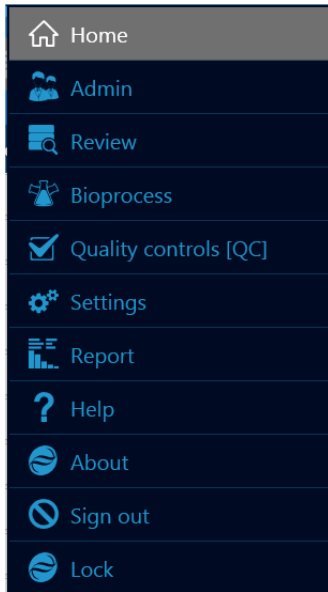 Home
Admin
Review
Bioprocess
Quality controls [QC]
Settings
Report
Help
About
Sign out
Lock